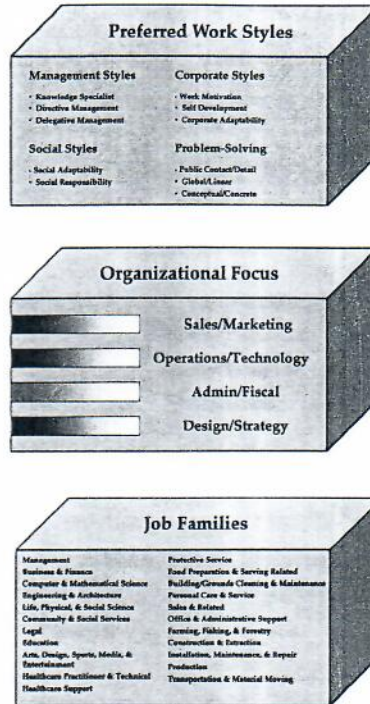 Preferred Work Styles
Management Styles
• Knowledge Specialist
• Directive Management
• Delegative Management
Corporate Styles
• Work Motivation
• Self Development
• Corporate Adaptability
Social Styles
• Social Adaptability
• Social Responsibility
Problem-Solving
• Public Contact/Detail
• Global/Linear
• Conceptual/Concrete
Organizational Focus
Sales/Marketing
Operations/Technology
Admin/Fiscal
Design/Strategy
Job Families
Management
Business & Finance
Computer & Mathematical Science
Engineering & Architecture
Life, Physical, & Social Science
Community & Social Services
Legal
Education
Arts, Design, Sports, Media, &
Entertainment
Healthcare Practitioner & Technical
Healthcare Support
Protective Service
Food Preparation & Serving Related
Building/Grounds Cleaning & Maintenance
Personal Care & Service
Sales & Related
Office & Administrative Support
Farming, Fishing, & Forestry
Construction & Extraction
Installation, Maintenance, & Repair
Production
Transportation & Material Moving